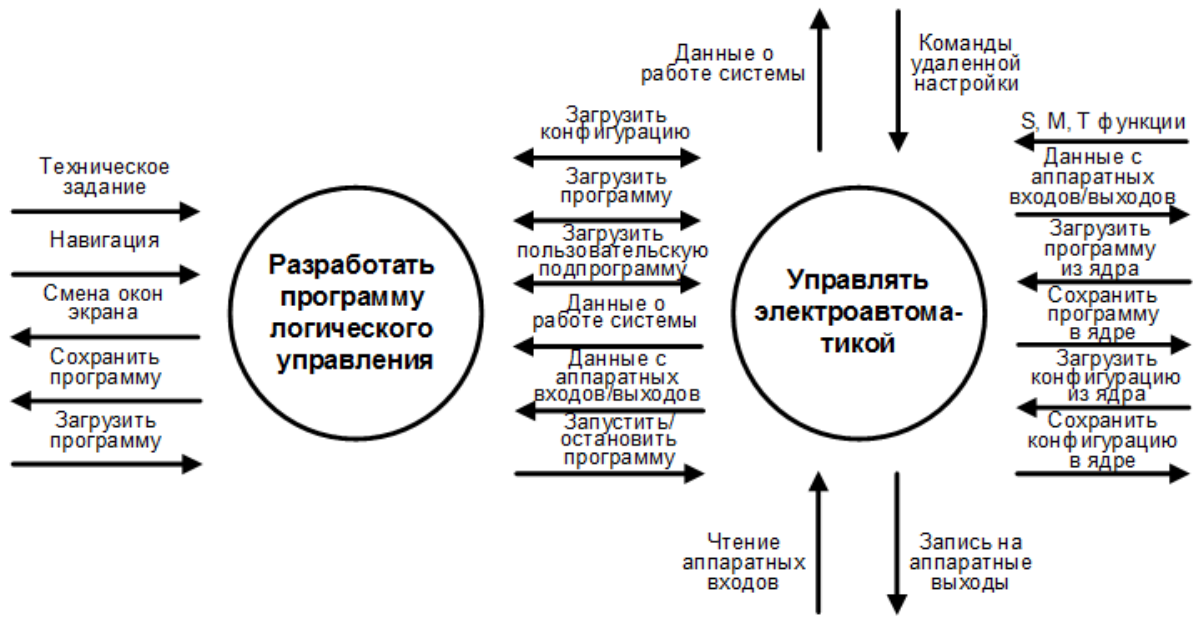 Данные о
работе системы
Команды
удаленной
настройки
Техническое
задание
Навигация
Смена окон
экрана
Сохранить
программу
Загрузить
программу
Разработать
программу
логического
управления
Загрузить
конфигурацию
Загрузить
программу
Загрузить
пользовательскую
подпрограмму
Данные о
работе системы
Данные с
аппаратных
входов/выходов
Запустить/
остановить
программу
Управлять
электроавтома-
тикой
S, M, T функции
Данные с
аппаратных
входов/выходов
Загрузить
программу
из ядра
Сохранить
программу
в ядре
Загрузить
конфигурацию
из ядра
Сохранить
конфигурацию
в ядре
Чтение
аппаратных
входов
Запись на
аппаратные
выходы